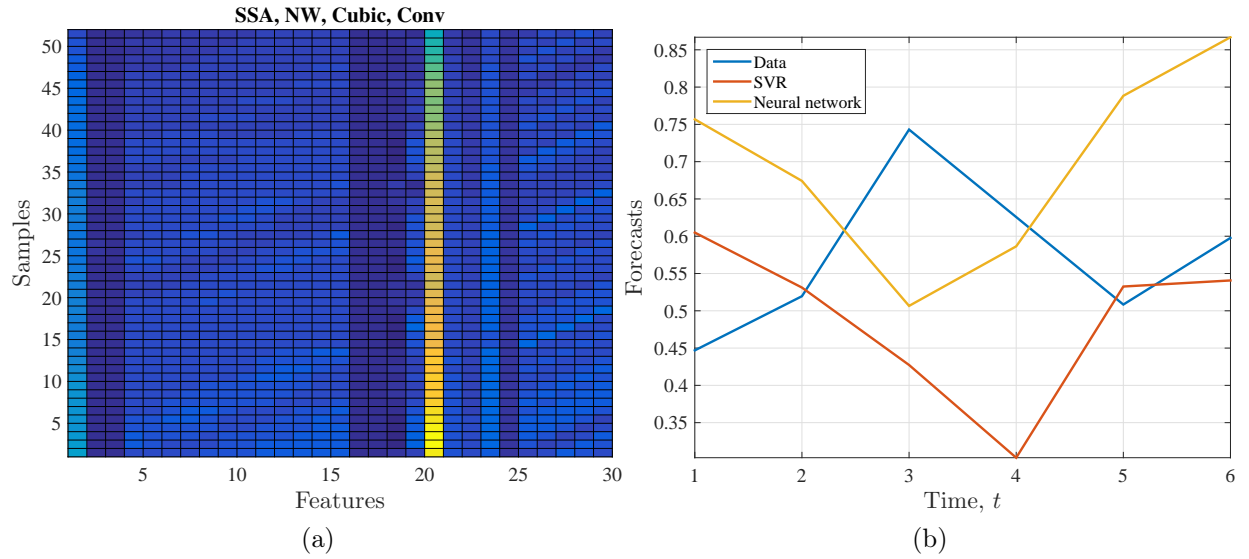 SSA, NW, Cubic, Conv
50
45
40
35
30
25
20
15
10
5
Samples
5 10 15 20 25 30
Features
(a)
Data
SVR
Neural network
0.85
0.8
0.75
0.7
0.65
0.6
0.55
0.5
0.45
0.4
0.35
Forecasts
1 2 3 4 5 6
Time, t
(b)